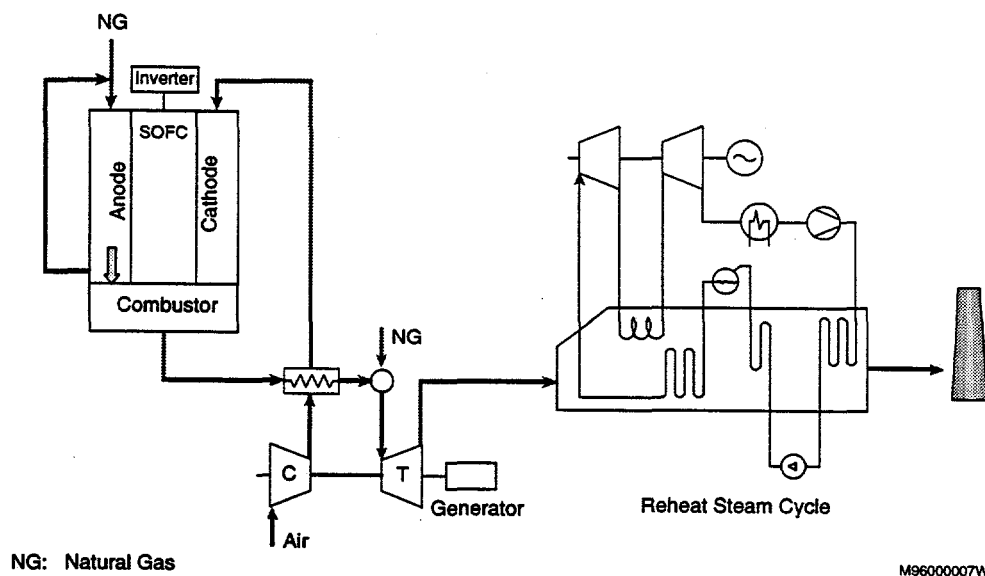 NG
Inverter
SOFC
Anode
Cathode
Combustor
NG
C
T
Generator
Air
Reheat Steam Cycle
NG: Natural Gas
M96000007W